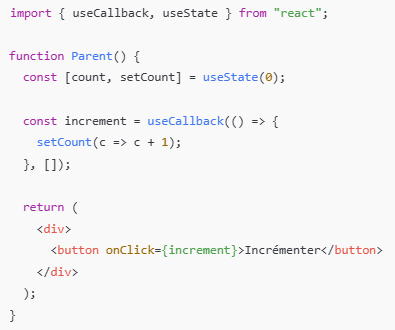 import { useCallback, useState } from "react";

function Parent() {
  const [count, setCount] = useState(0);

  const increment = useCallback(() => {
    setCount(c => c + 1);
  }, []);

  return (
    <div>
      <button onClick={increment}>Incrémenter</button>
    </div>
  );
}